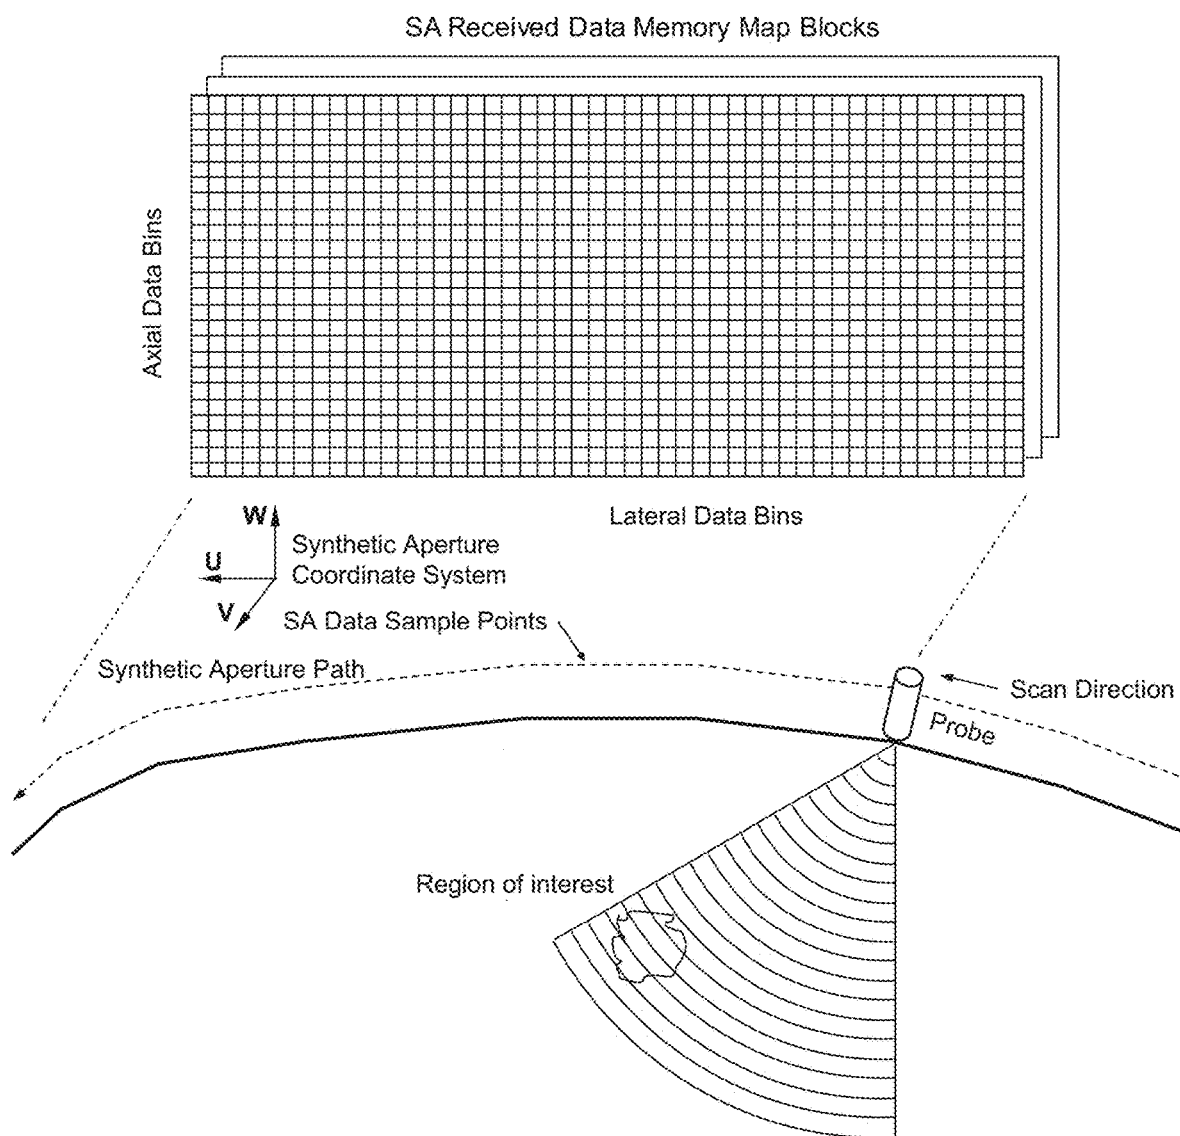 SA Received Data Memory Map Blocks
Axial Data Bins
Lateral Data Bins
W
U
V
Synthetic Aperture
Coordinate System
SA Data Sample Points
Synthetic Aperture Path
Scan Direction
Probe
Region of interest